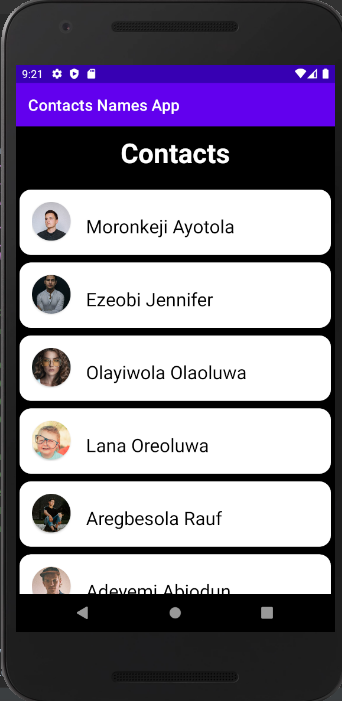 9:21
Contacts Names App
Contacts
Moronkeji Ayotola
Ezeobi Jennifer
Olayiwola Olaoluwa
Lana Oreoluwa
Aregbesola Rauf
Adeyemi Abiodun